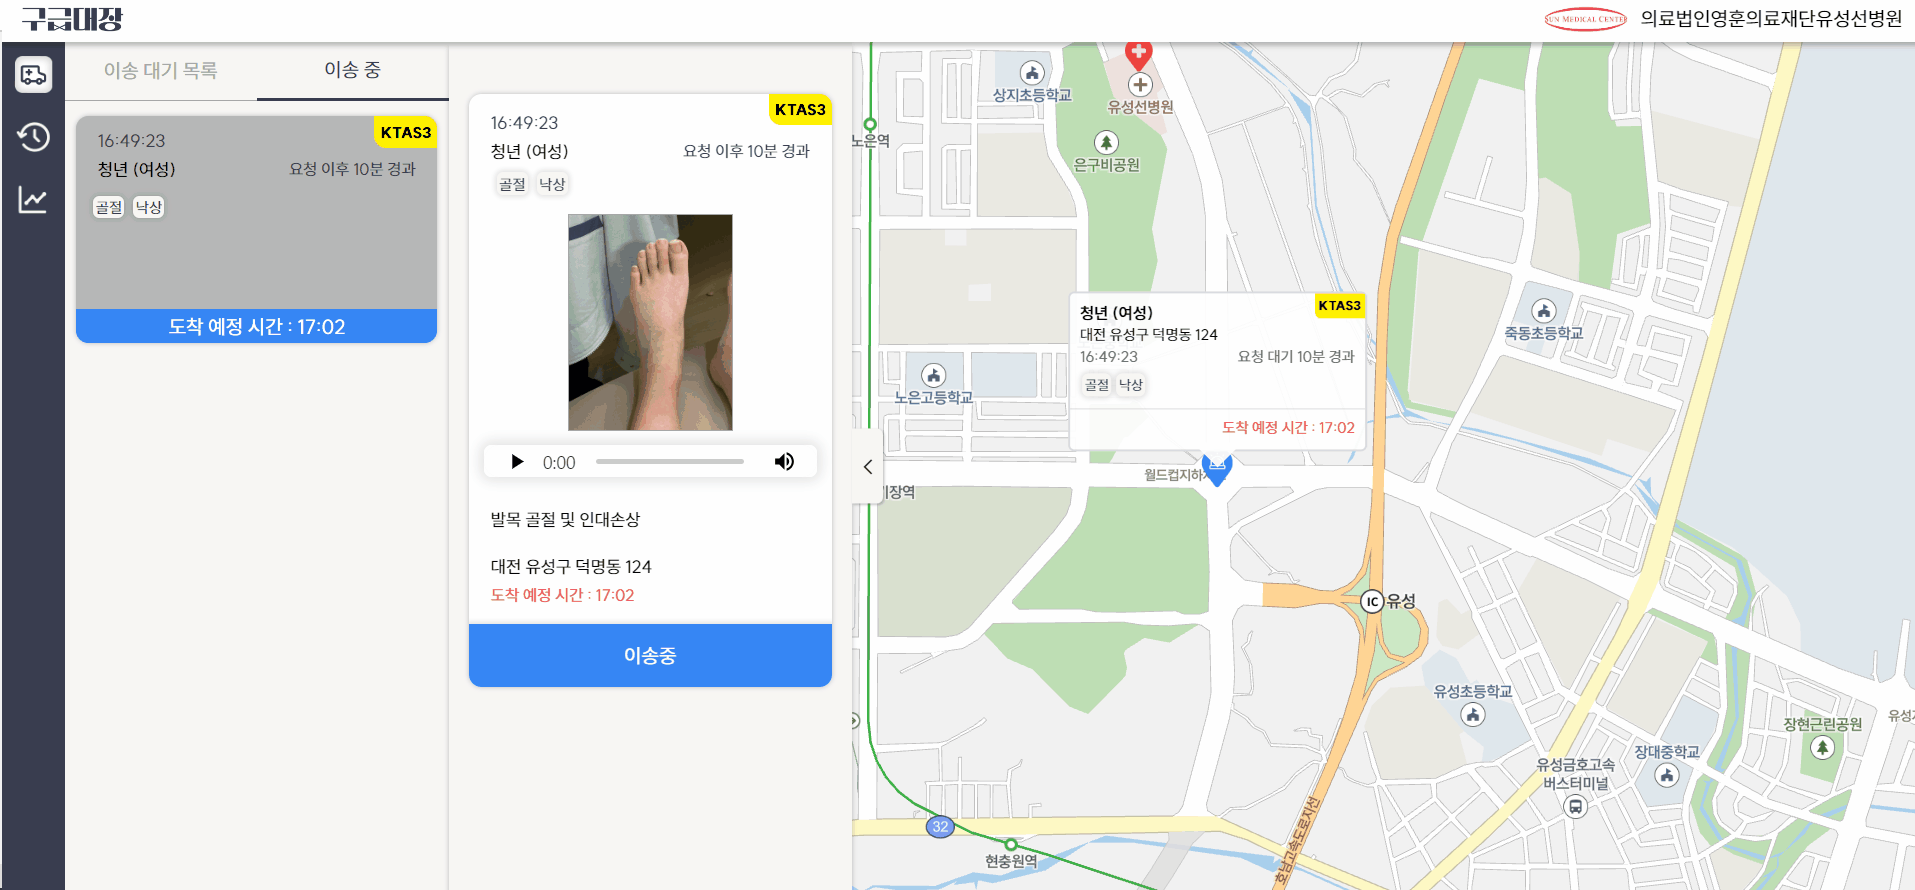 구급대장
SUN MEDICAL CENTER
의료법인영훈의료재단유성선병원
이송 대기 목록
이송 중
16:49:23
KTAS3
청년 (여성)
요청 이후 10분 경과
골절 낙상
도착 예정 시간 : 17:02
16:49:23
KTAS3
청년 (여성)
요청 이후 10분 경과
골절 낙상
0:00
발목 골절 및 인대손상
대전 유성구 덕명동 124
도착 예정 시간 : 17:02
이송중
상지초등학교
유성선병원
노은역
은구비공원
청년 (여성)
KTAS3
대전 유성구 덕명동 124
16:49:23
요청 대기 10분 경과
골절 낙상
도착 예정 시간 : 17:02
죽동초등학교
노은고등학교
월드컵지하
장역
IC 유성
유성초등학교
장현근린공원
장대중학교
유성금호고속
버스터미널
32
현충원역
호남고속도로지선